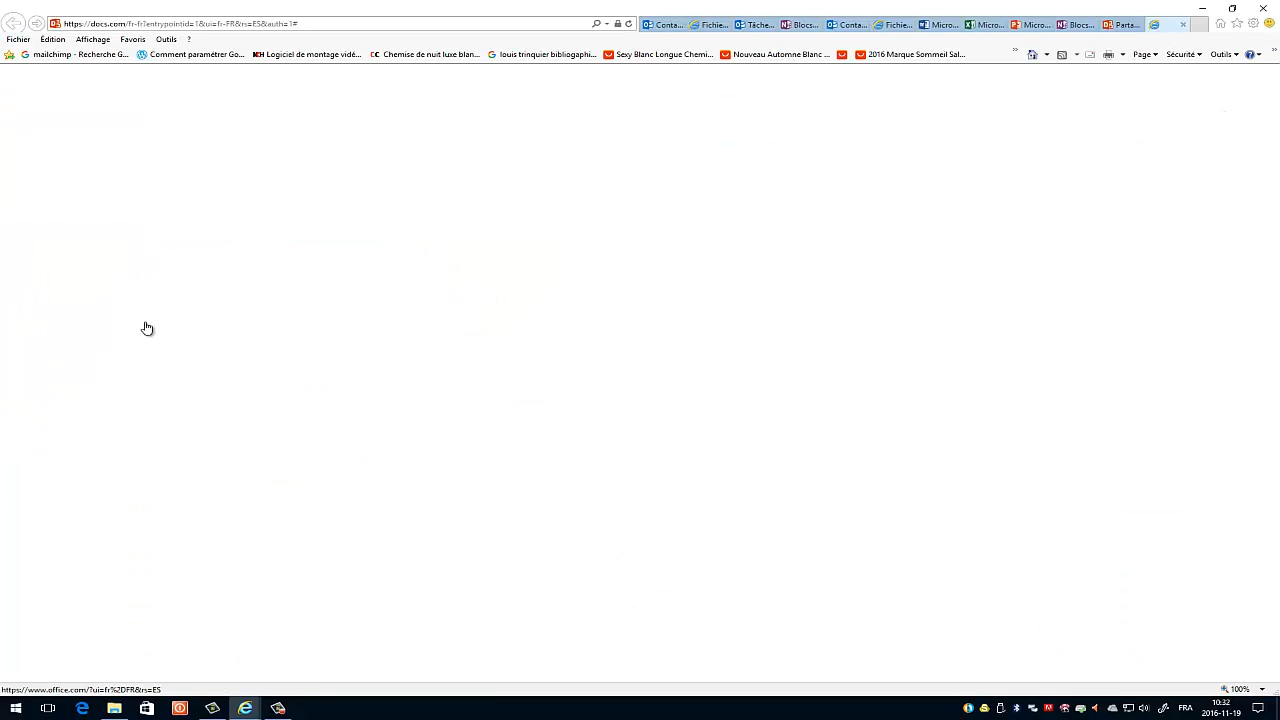 https://docs.com/fr-fr?entrypointid=1&ui=fr-FR&rs=ES&auth=1#
Conta... Fichie... Tâche... Blocs... Conta... Fichie... Micro... Micro... Micro... Blocs... Parta...
Fichier Édition Affichage Favoris Outils ?
mailchimp - Recherche G... Comment paramétrer Go... Logiciel de montage vidé... Chemise de nuit luxe blan... louis trinquier bibliographi... Sexy Blanc Longue Chemi... Nouveau Automne Blanc ... 2016 Marque Sommeil Sal... Page Sécurité Outils
https://www.office.com/?ui=fr%2DFR&rs=ES
100%
FRA
10:32
2016-11-19